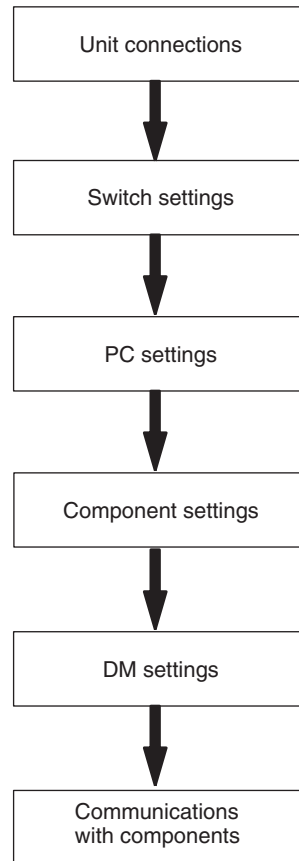 Unit connections
Switch settings
PC settings
Component settings
DM settings
Communications
with components